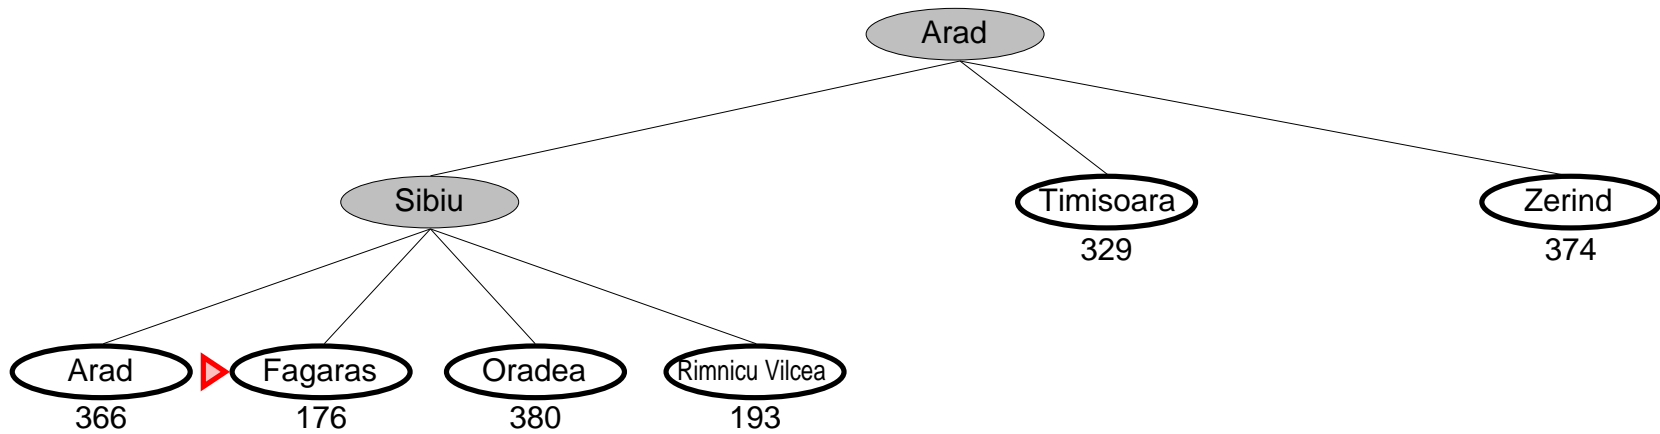 Arad
Sibiu
Timisoara
Zerind
329
374
Arad
Fagaras
Oradea
Rimnicu Vilcea
366
176
380
193